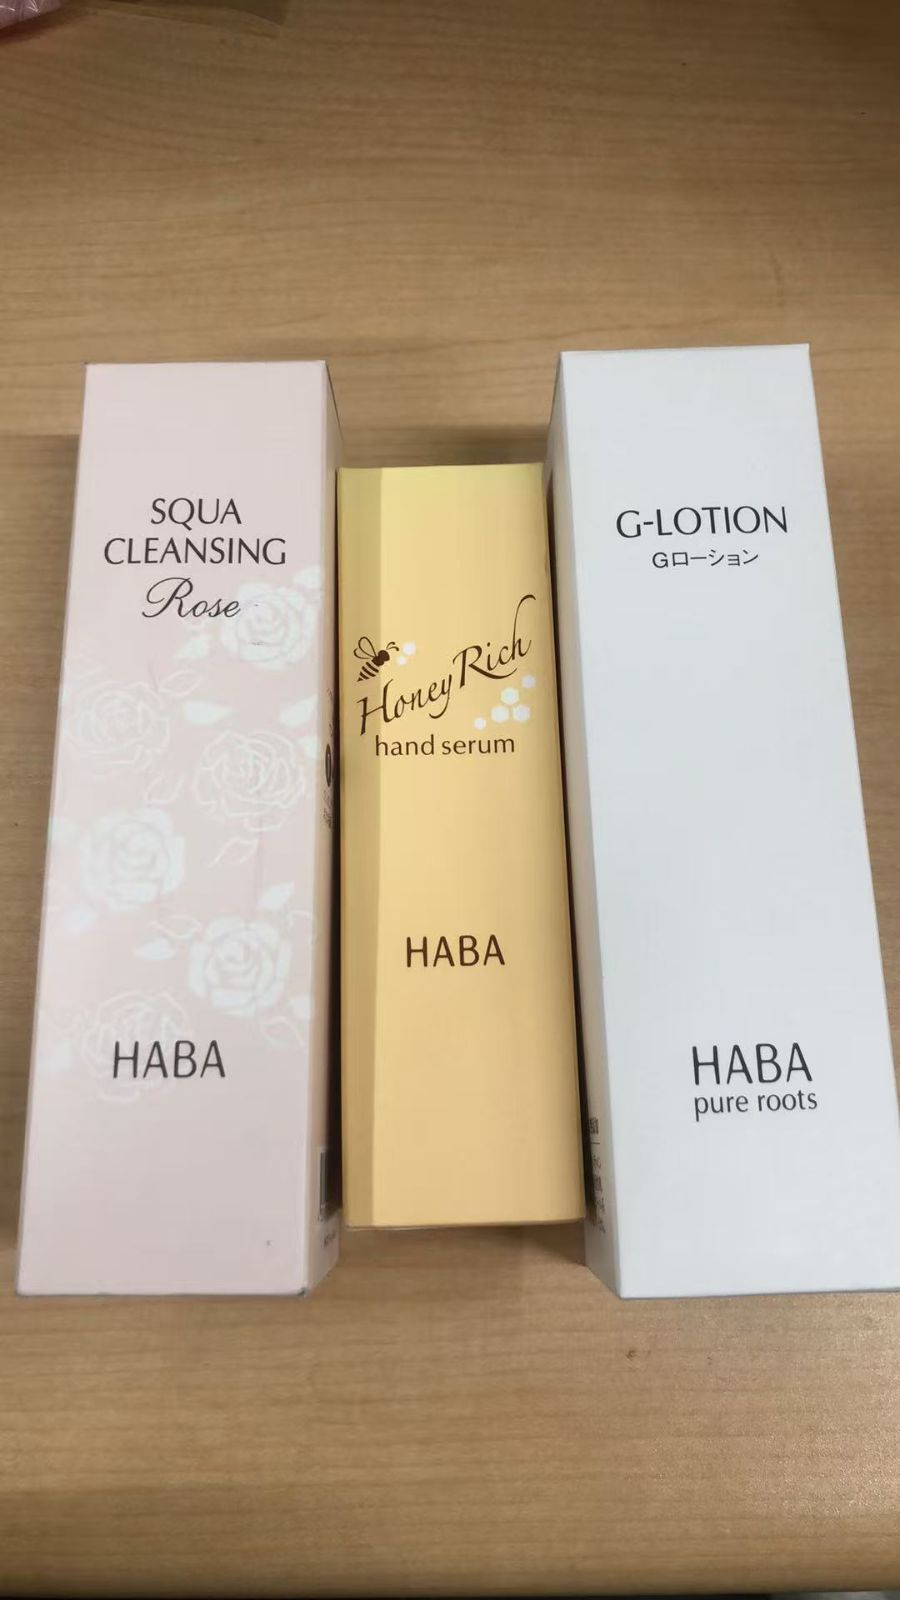 SQUA
CLEANSING
Rose
HABA
Honey Rich
hand serum
HABA
G-LOTION
Gローション
HABA
pure roots